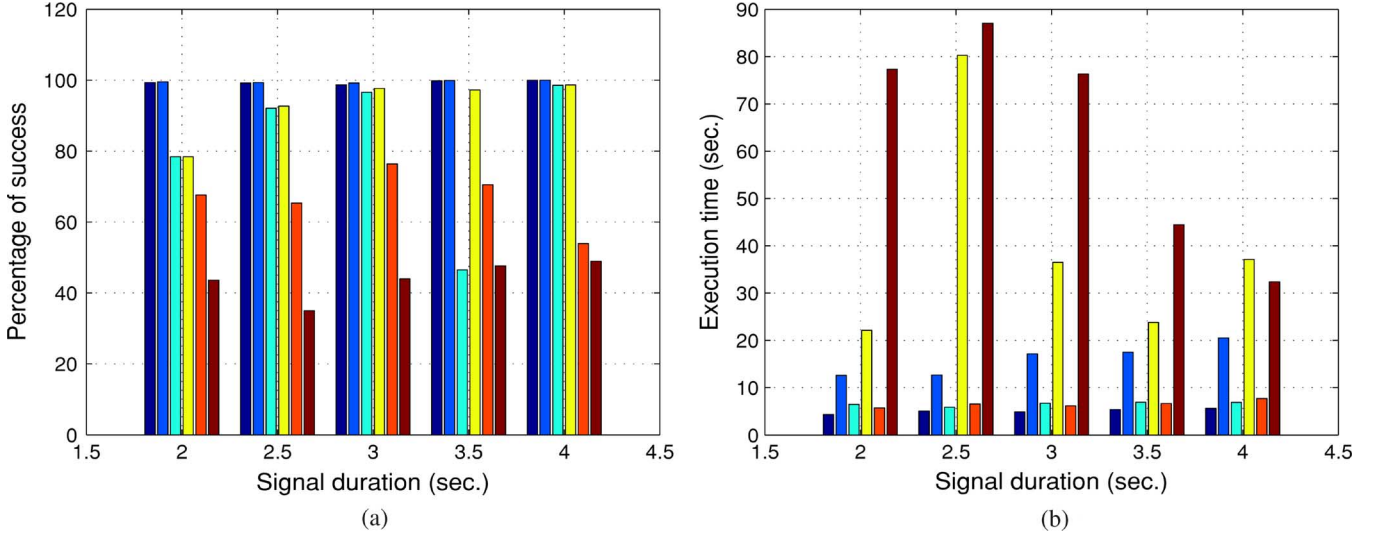 120
100
80
60
40
20
0
Percentage of success
1.5 2 2.5 3 3.5 4 4.5
Signal duration (sec.)
(a)
90
80
70
60
50
40
30
20
10
0
Execution time (sec.)
1.5 2 2.5 3 3.5 4 4.5
Signal duration (sec.)
(b)